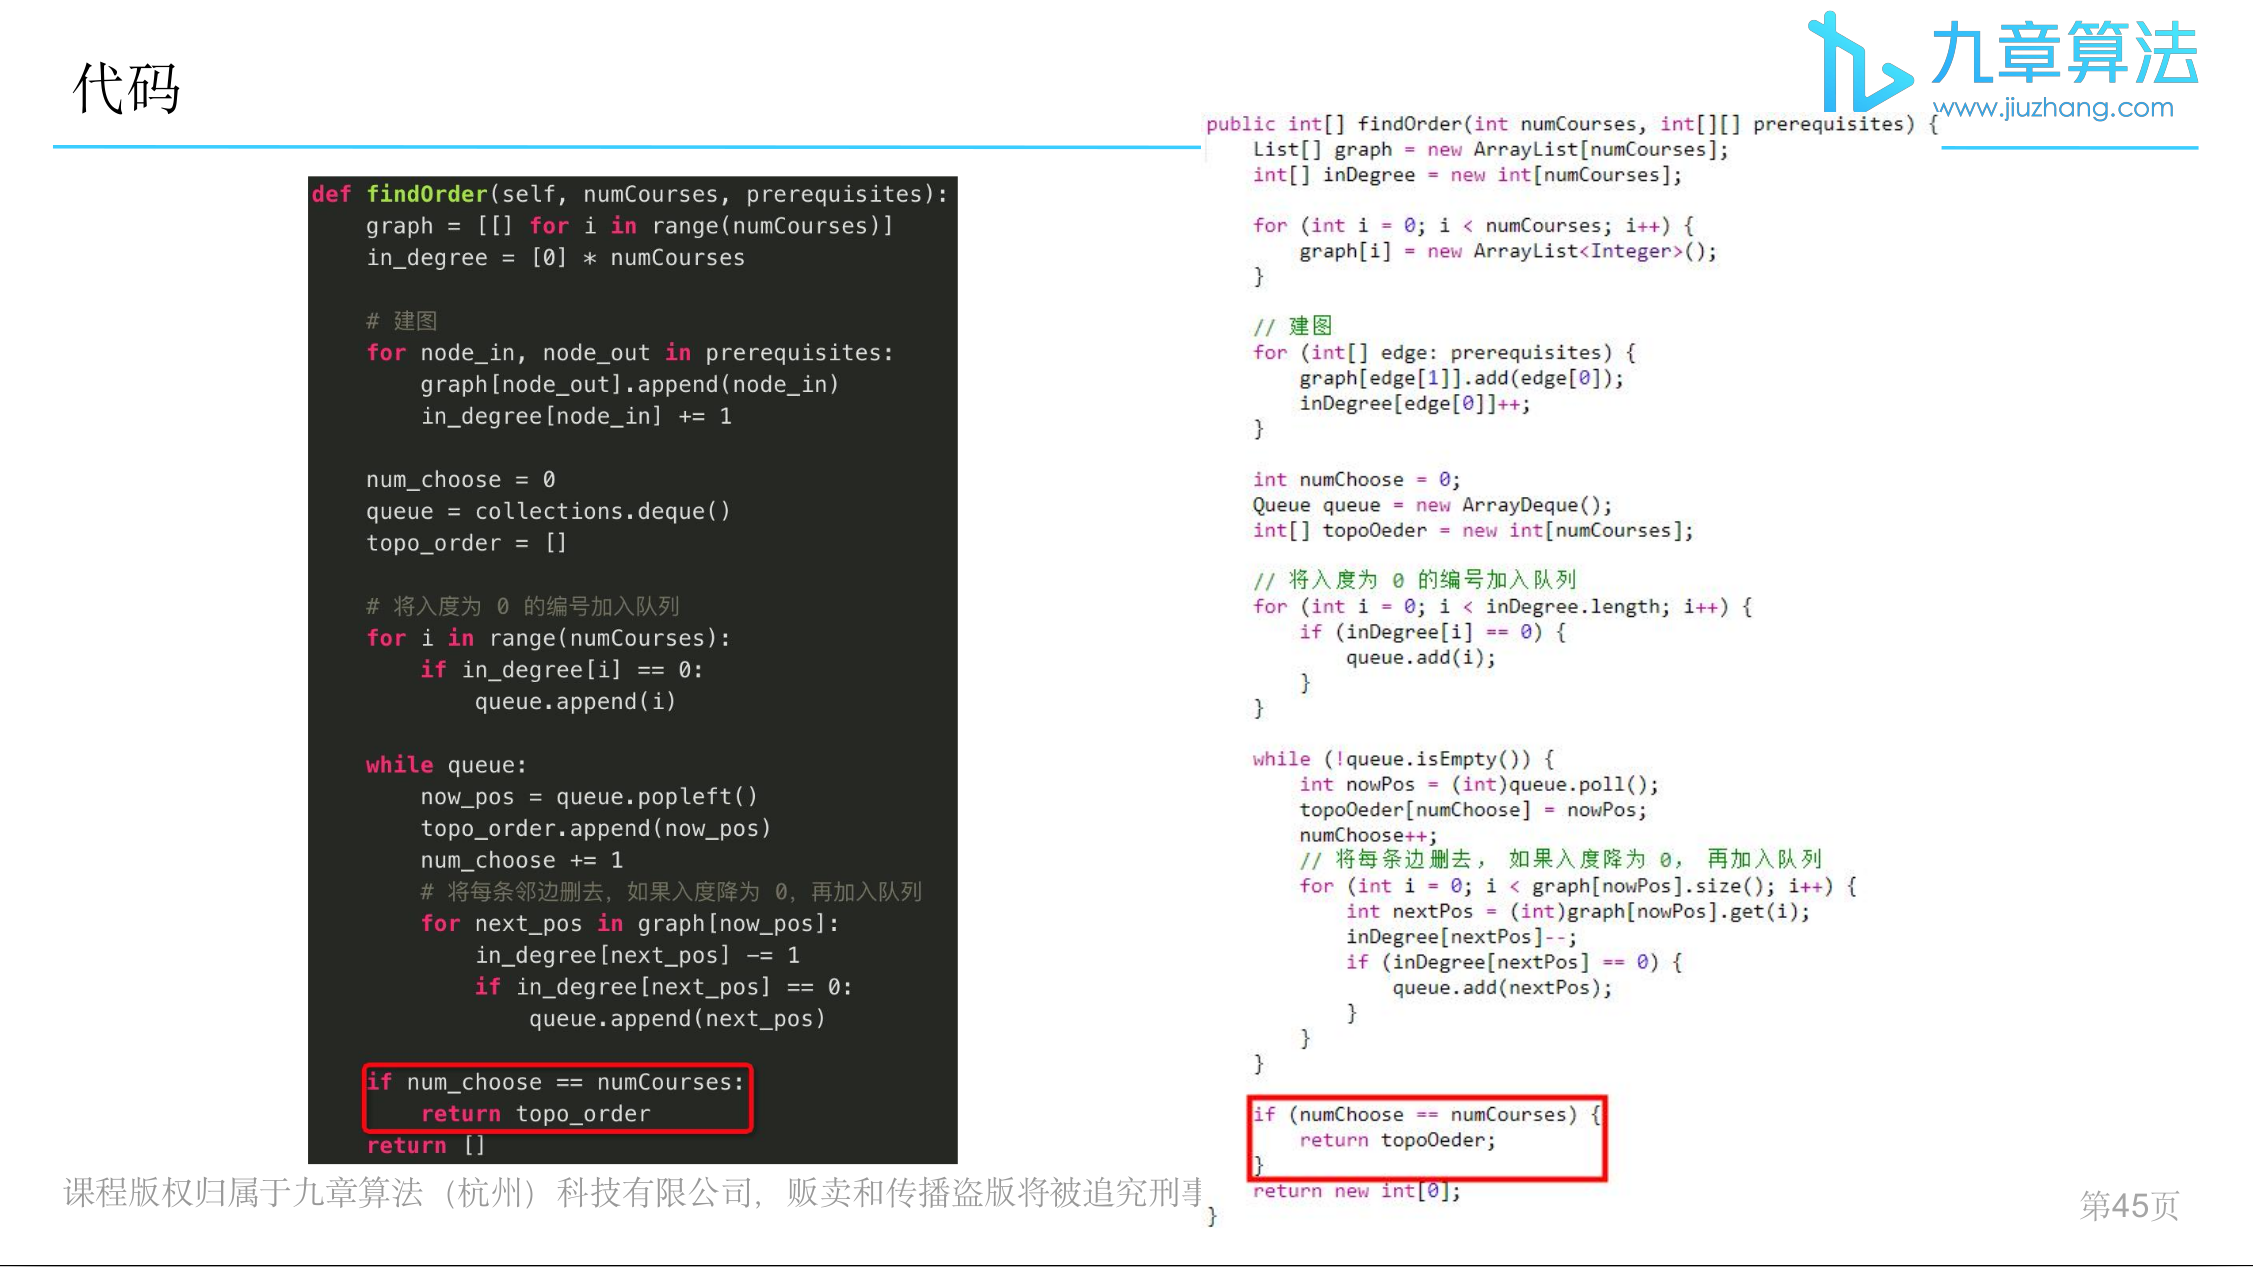 代码
九章算法
www.jiuzhang.com
def findOrder(self, numCourses, prerequisites):
    graph = [[] for i in range(numCourses)]
    in_degree = [0] * numCourses
    # 建图
    for node_in, node_out in prerequisites:
        graph[node_out].append(node_in)
        in_degree[node_in] += 1
    num_choose = 0
    queue = collections.deque()
    topo_order = []
    # 将入度为 0 的编号加入队列
    for i in range(numCourses):
        if in_degree[i] == 0:
            queue.append(i)
    while queue:
        now_pos = queue.popleft()
        topo_order.append(now_pos)
        num_choose += 1
        # 将每条邻边删去，如果入度降为 0，再加入队列
        for next_pos in graph[now_pos]:
            in_degree[next_pos] -= 1
            if in_degree[next_pos] == 0:
                queue.append(next_pos)
    if num_choose == numCourses:
        return topo_order
    return []
public int[] findOrder(int numCourses, int[][] prerequisites) {
    List[] graph = new ArrayList[numCourses];
    int[] inDegree = new int[numCourses];
    for (int i = 0; i < numCourses; i++) {
        graph[i] = new ArrayList<Integer>();
    }
    // 建图
    for (int[] edge: prerequisites) {
        graph[edge[1]].add(edge[0]);
        inDegree[edge[0]]++;
    }
    int numChoose = 0;
    Queue queue = new ArrayDeque();
    int[] topoOeder = new int[numCourses];
    // 将入度为 0 的编号加入队列
    for (int i = 0; i < inDegree.length; i++) {
        if (inDegree[i] == 0) {
            queue.add(i);
        }
    }
    while (!queue.isEmpty()) {
        int nowPos = (int)queue.poll();
        topoOeder[numChoose] = nowPos;
        numChoose++;
        // 将每条边删去， 如果入度降为 0， 再加入队列
        for (int i = 0; i < graph[nowPos].size(); i++) {
            int nextPos = (int)graph[nowPos].get(i);
            inDegree[nextPos]--;
            if (inDegree[nextPos] == 0) {
                queue.add(nextPos);
            }
        }
    }
    if (numChoose == numCourses) {
        return topoOeder;
    }
    return new int[0];
}
课程版权归属于九章算法（杭州）科技有限公司，贩卖和传播盗版将被追究刑事
第45页